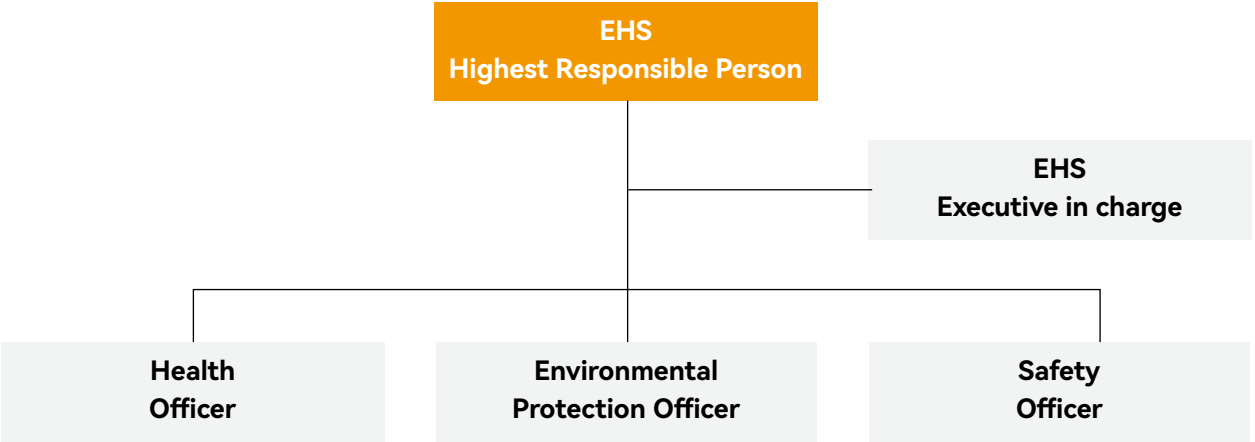 EHS
Highest Responsible Person
EHS
Executive in charge
Health
Officer
Environmental
Protection Officer
Safety
Officer